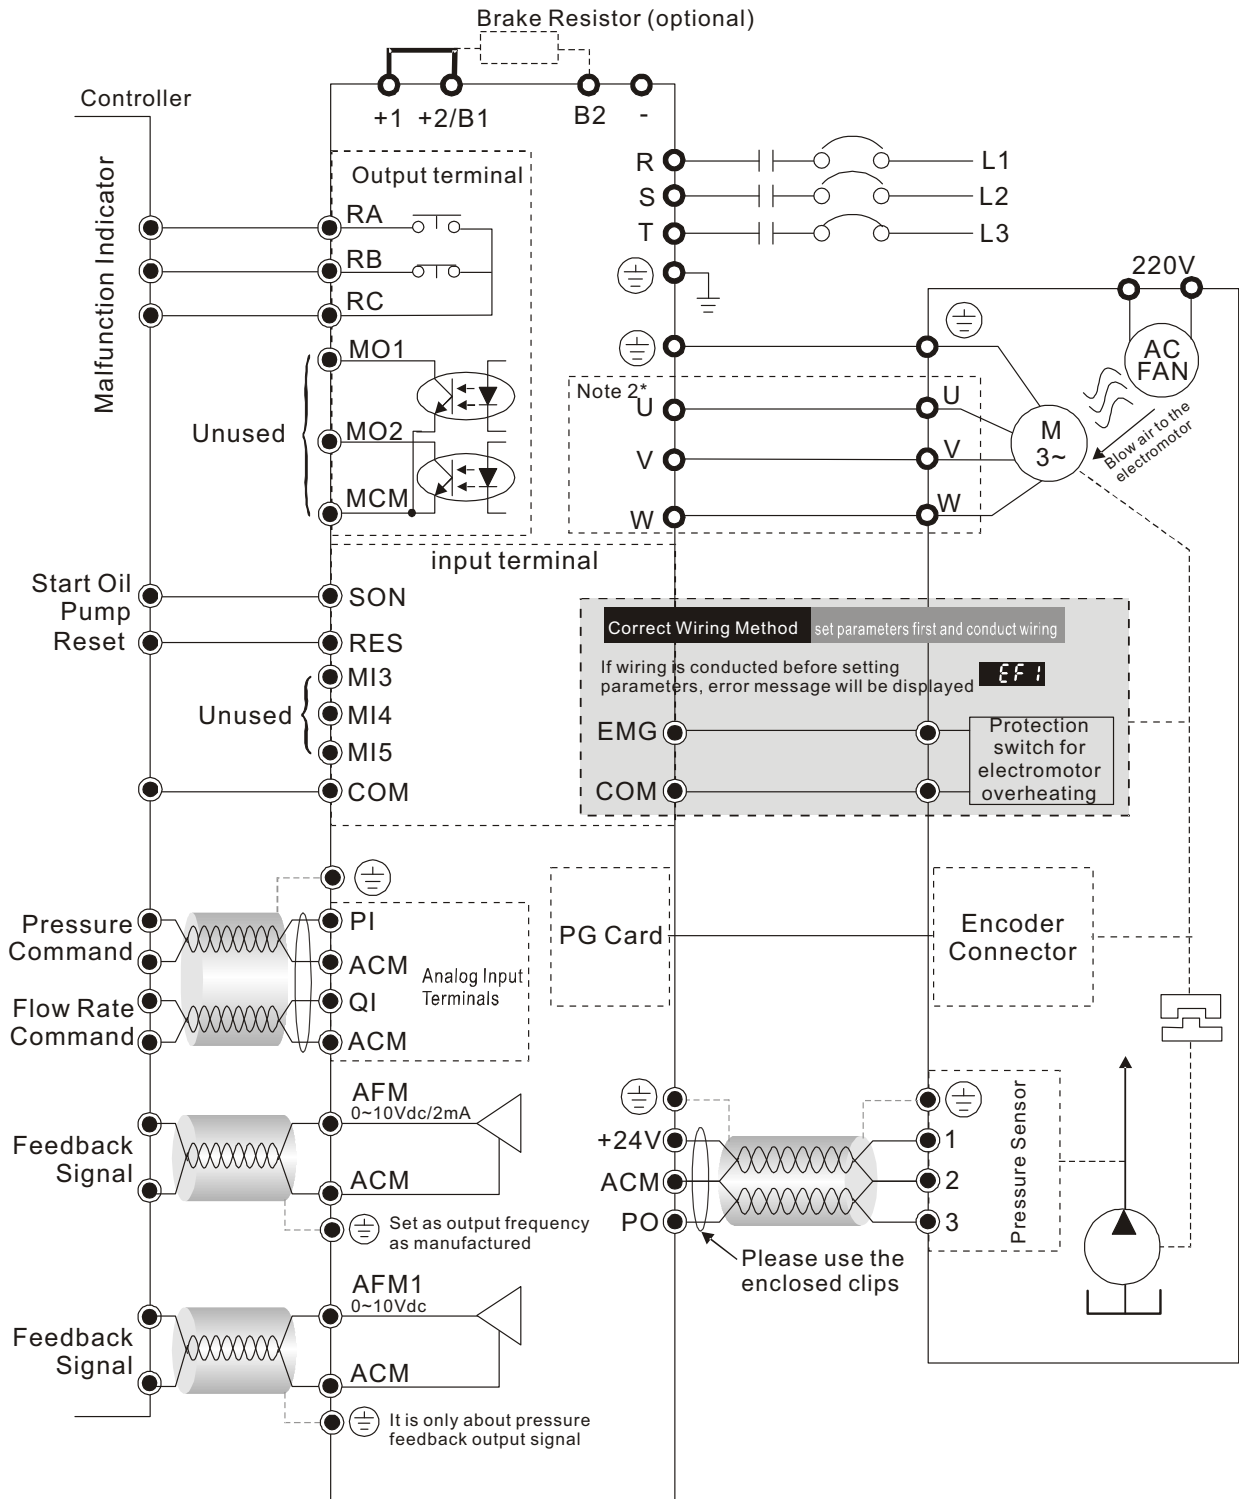 Brake Resistor (optional)
Controller
+1
+2/B1
B2
-
Malfunction Indicator
Output terminal
RA
RB
RC
MO1
MO2
MCM
Unused
R
S
T
L1
L2
L3
220V
AC
FAN
Blow air to the
electromotor
Note 2*
U
V
W
U
V
W
M
3~
input terminal
Start Oil
Pump
Reset
SON
RES
MI3
MI4
MI5
Unused
COM
Correct Wiring Method
set parameters first and conduct wiring
If wiring is conducted before setting
parameters, error message will be displayed
EF1
EMG
COM
Protection
switch for
electromotor
overheating
Pressure
Command
Flow Rate
Command
PI
ACM
QI
ACM
Analog Input
Terminals
PG Card
Encoder
Connector
Feedback
Signal
AFM
0~10Vdc/2mA
ACM
Set as output frequency
as manufactured
+24V
ACM
PO
1
2
3
Pressure Sensor
Please use the
enclosed clips
Feedback
Signal
AFM1
0~10Vdc
ACM
It is only about pressure
feedback output signal